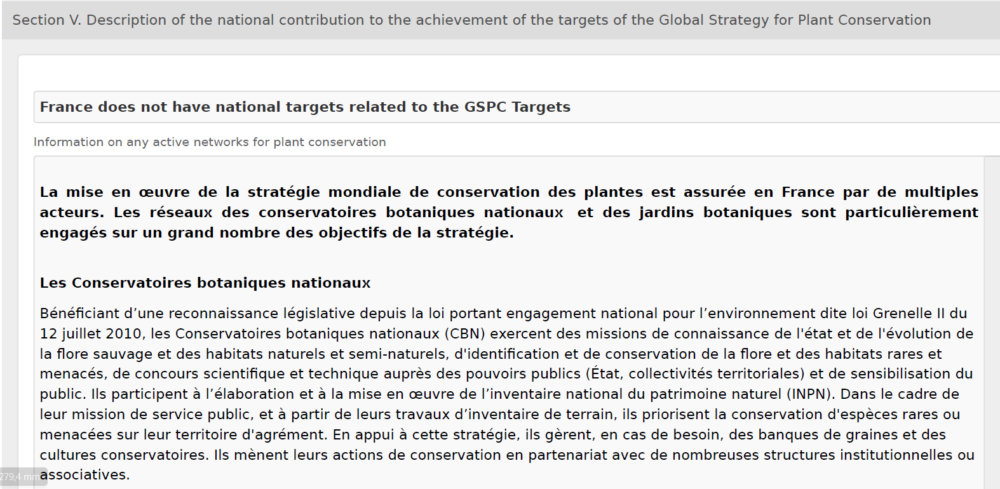 Section V. Description of the national contribution to the achievement of the targets of the Global Strategy for Plant Conservation
France does not have national targets related to the GSPC Targets
Information on any active networks for plant conservation
La mise en œuvre de la stratégie mondiale de conservation des plantes est assurée en France par de multiples
acteurs. Les réseaux des conservatoires botaniques nationaux et des jardins botaniques sont particulièrement
engagés sur un grand nombre des objectifs de la stratégie.
Les Conservatoires botaniques nationaux
Bénéficiant d’une reconnaissance législative depuis la loi portant engagement national pour l’environnement dite loi Grenelle II du
12 juillet 2010, les Conservatoires botaniques nationaux (CBN) exercent des missions de connaissance de l'état et de l'évolution de
la flore sauvage et des habitats naturels et semi-naturels, d'identification et de conservation de la flore et des habitats rares et
menacés, de concours scientifique et technique auprès des pouvoirs publics (État, collectivités territoriales) et de sensibilisation du
public. Ils participent à l’élaboration et à la mise en œuvre de l’inventaire national du patrimoine naturel (INPN). Dans le cadre de
leur mission de service public, et à partir de leurs travaux d’inventaire de terrain, ils priorisent la conservation d'espèces rares ou
menacées sur leur territoire d'agrément. En appui à cette stratégie, ils gèrent, en cas de besoin, des banques de graines et des
cultures conservatoires. Ils mènent leurs actions de conservation en partenariat avec de nombreuses structures institutionnelles ou
associatives.
279,4 mm